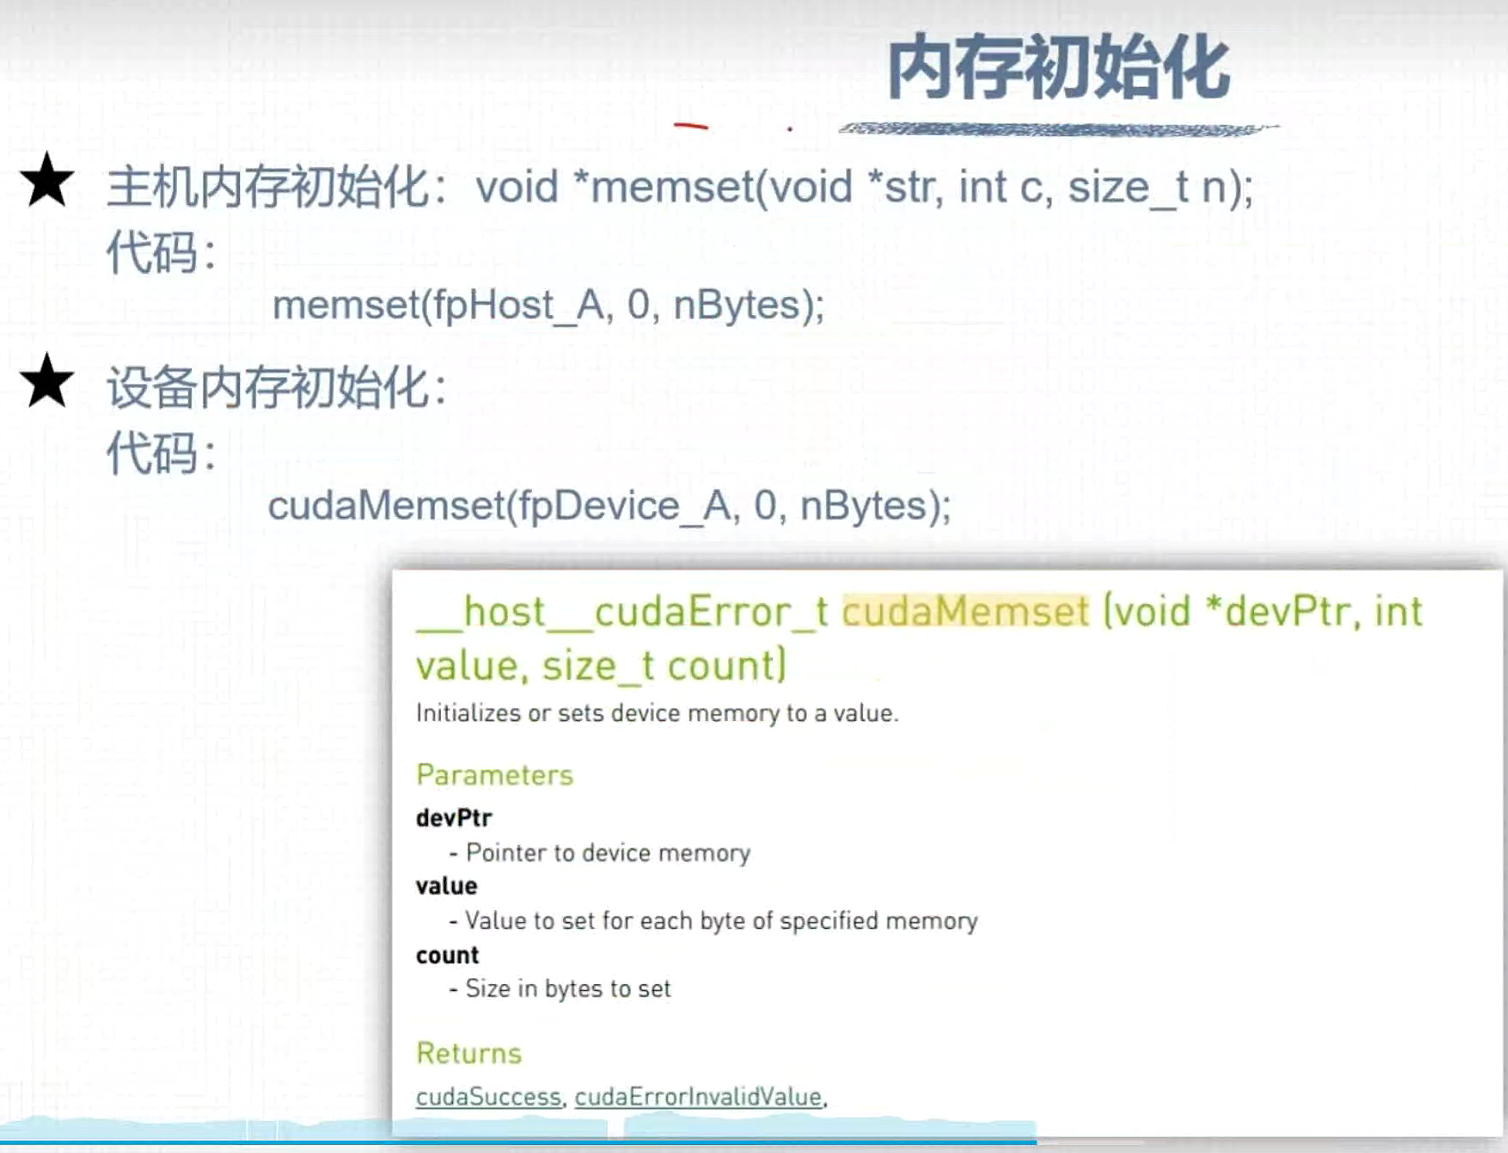 内存初始化
主机内存初始化：void *memset(void *str, int c, size_t n);
代码：
memset(fpHost_A, 0, nBytes);
设备内存初始化：
代码：
cudaMemset(fpDevice_A, 0, nBytes);
__host__cudaError_t cudaMemset (void *devPtr, int
value, size_t count)
Initializes or sets device memory to a value.
Parameters
devPtr
- Pointer to device memory
value
- Value to set for each byte of specified memory
count
- Size in bytes to set
Returns
cudaSuccess, cudaErrorInvalidValue,